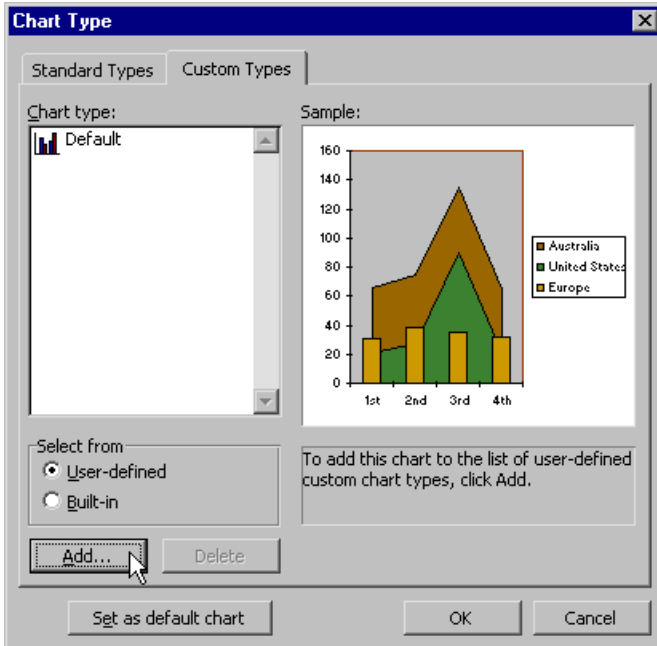 Chart Type
Standard Types
Custom Types
Chart type:
Default
Sample:
160
140
120
100
80
60
40
20
0
1st 2nd 3rd 4th
Australia
United States
Europe
Select from
User-defined
Built-in
To add this chart to the list of user-defined
custom chart types, click Add.
Add...
Delete
Set as default chart
OK
Cancel